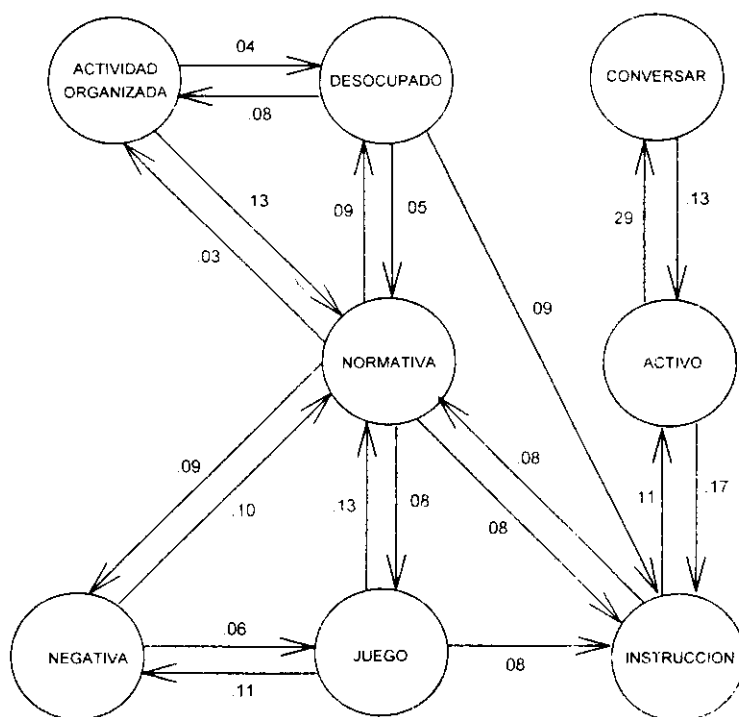 04
ACTIVIDAD
ORGANIZADA
DESOCUPADO
CONVERSAR
.08
.13
.03
09
05
29
.13
09
NORMATIVA
ACTIVO
.09
.10
.13
08
.08
08
11
.17
NEGATIVA
.06
.11
JUEGO
08
INSTRUCCION